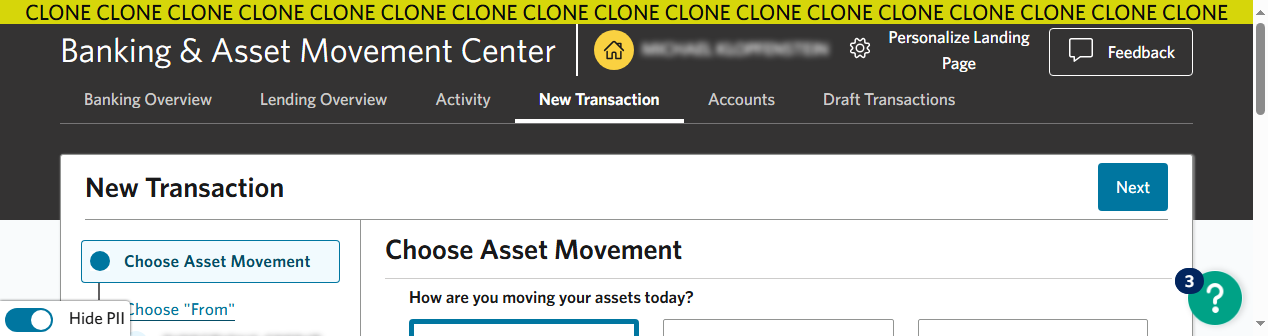 CLONE CLONE CLONE CLONE CLONE CLONE CLONE CLONE CLONE CLONE CLONE CLONE CLONE CLONE CLONE CLONE CLONE
Banking & Asset Movement Center
Personalize Landing
Page
Feedback
Banking Overview Lending Overview Activity New Transaction Accounts Draft Transactions
New Transaction
Next
Choose Asset Movement
Choose "From"
Hide PII
Choose Asset Movement
How are you moving your assets today?
3
?